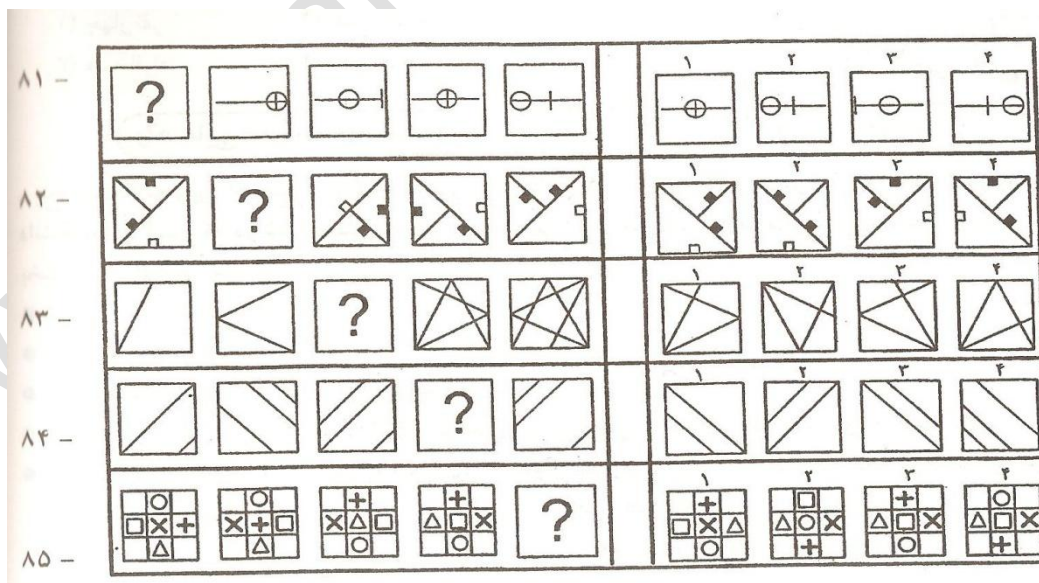 ۸۱ –
? ۱ ۲ ۳ ۴
۸۲ –
? ۱ ۲ ۳ ۴
۸۳ –
? ۱ ۲ ۳ ۴
۸۴ –
? ۱ ۲ ۳ ۴
۸۵ –
? ۱ ۲ ۳ ۴